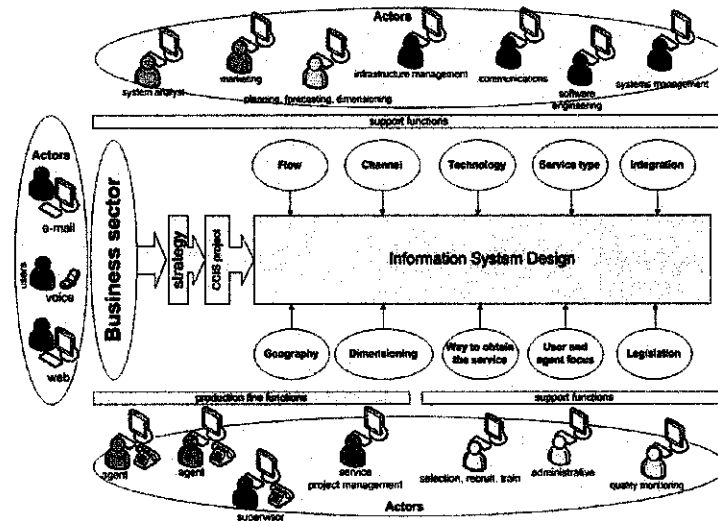 Actors
system analyst
marketing
planning, forecasting, dimensioning
infrastructure management
communications
software
engineering
systems management
support functions
Actors
e-mail
users
voice
web
Business sector
strategy
CCIS project
Flow
Channel
Technology
Service type
Integration
Information System Design
Geography
Dimensioning
Way to obtain
the service
User and
agent focus
Legislation
production line functions
support functions
agent
agent
supervisor
service
project management
selection, recruit, train
administrative
quality monitoring
Actors